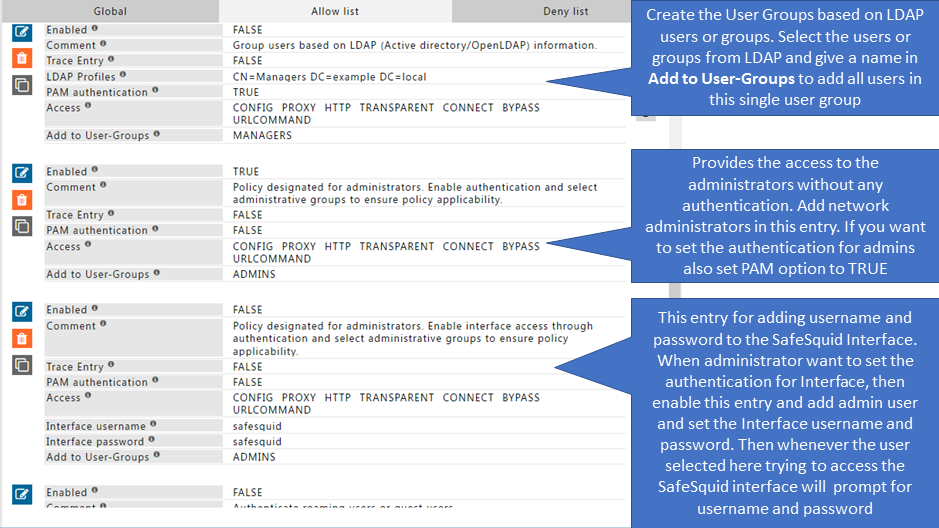 Global
Allow list
Deny list
Enabled FALSE
Comment Group users based on LDAP (Active directory/OpenLDAP) information.
Trace Entry FALSE
LDAP Profiles CN=Managers DC=example DC=local
PAM authentication TRUE
Access CONFIG PROXY HTTP TRANSPARENT CONNECT BYPASS
URLCOMMAND
Add to User-Groups MANAGERS
Create the User Groups based on LDAP
users or groups. Select the users or
groups from LDAP and give a name in
Add to User-Groups to add all users in
this single user group
Enabled TRUE
Comment Policy designated for administrators. Enable authentication and select
administrative groups to ensure policy applicability.
Trace Entry FALSE
PAM authentication FALSE
Access CONFIG PROXY HTTP TRANSPARENT CONNECT BYPASS
URLCOMMAND
Add to User-Groups ADMINS
Provides the access to the
administrators without any
authentication. Add network
administrators in this entry. If you want
to set the authentication for admins
also set PAM option to TRUE
Enabled FALSE
Comment Policy designated for administrators. Enable interface access through
authentication and select administrative groups to ensure policy
applicability.
Trace Entry FALSE
PAM authentication FALSE
Access CONFIG PROXY HTTP TRANSPARENT CONNECT BYPASS
URLCOMMAND
Interface username safesquid
Interface password safesquid
Add to User-Groups ADMINS
This entry for adding username and
password to the SafeSquid Interface.
When administrator want to set the
authentication for Interface, then
enable this entry and add admin user
and set the Interface username and
password. Then whenever the user
selected here trying to access the
SafeSquid interface will prompt for
username and password
Enabled FALSE
Comment Authenticate roaming users or guest users